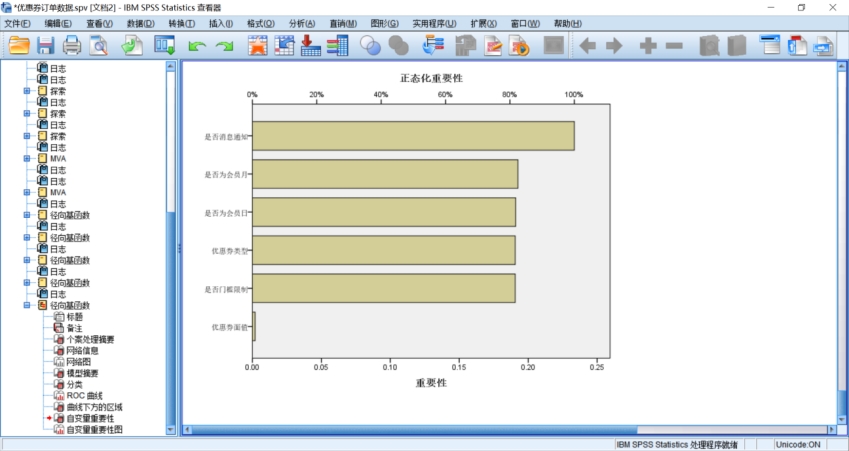 *优惠券订单数据.spv [文档2] - IBM SPSS Statistics 查看器
文件(F) 编辑(E) 查看(V) 数据(D) 转换(T) 插入(I) 格式(O) 分析(A) 直销(M) 图形(G) 实用程序(U) 扩展(X) 窗口(W) 帮助(H)
日志
日志
探索
日志
探索
日志
探索
日志
MVA
日志
日志
MVA
日志
径向基函数
日志
径向基函数
日志
径向基函数
日志
径向基函数
日志
径向基函数
标题
备注
个案处理摘要
网络信息
网络图
模型摘要
分类
ROC 曲线
曲线下方的区域
自变量重要性
自变量重要性图
正态化重要性
0% 20% 40% 60% 80% 100%
是否消息通知
是否为会员月
是否为会员日
优惠券类型
是否门槛限制
优惠券面值
0.00 0.05 0.10 0.15 0.20 0.25
重要性
IBM SPSS Statistics 处理程序就绪 Unicode:ON